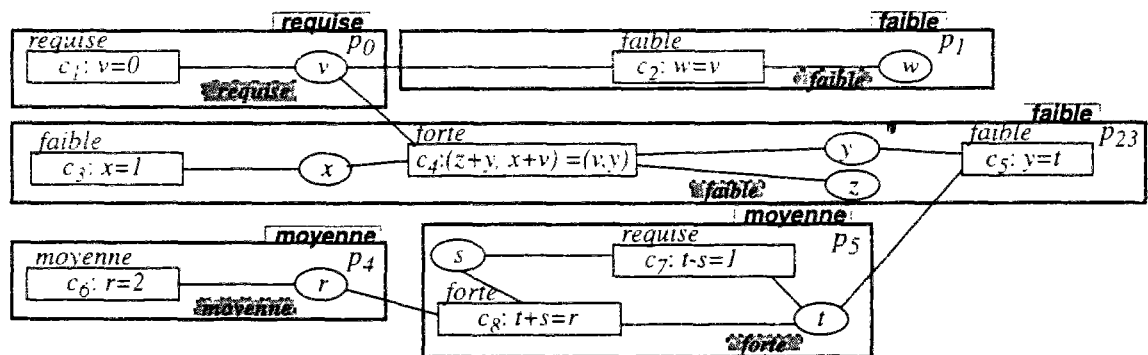 requise
faible
requise
p0
faible
p1
c1: v=0
v
c2: w=v
w
requise
faible
faible
faible
forte
faible
p23
c3: x=1
x
c4:(z+y, x+v) =(v,y)
y
c5: y=t
z
faible
moyenne
moyenne
moyenne
p4
requise
p5
c6: r=2
r
s
c7: t-s=1
moyenne
forte
c8: t+s=r
t
forte